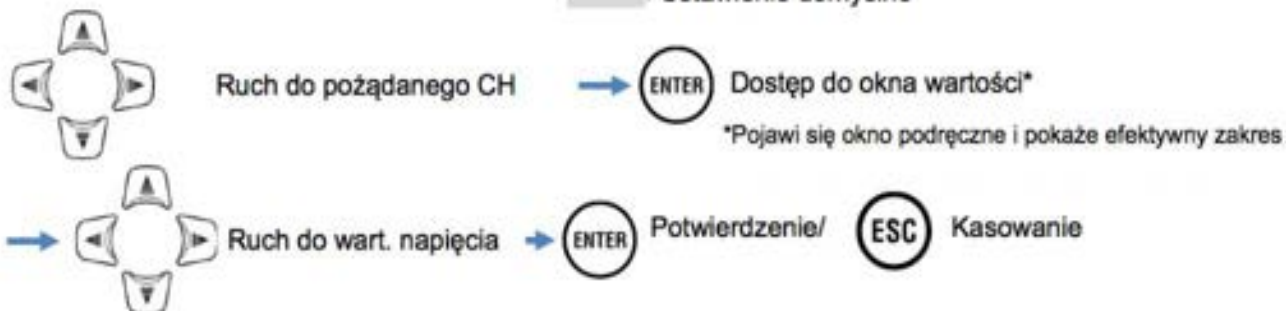 Ruch do pożądanego CH ENTER Dostęp do okna wartości*
*Pojawi się okno podręczne i pokaże efektywny zakres
Ruch do wart. napięcia ENTER Potwierdzenie/ ESC Kasowanie